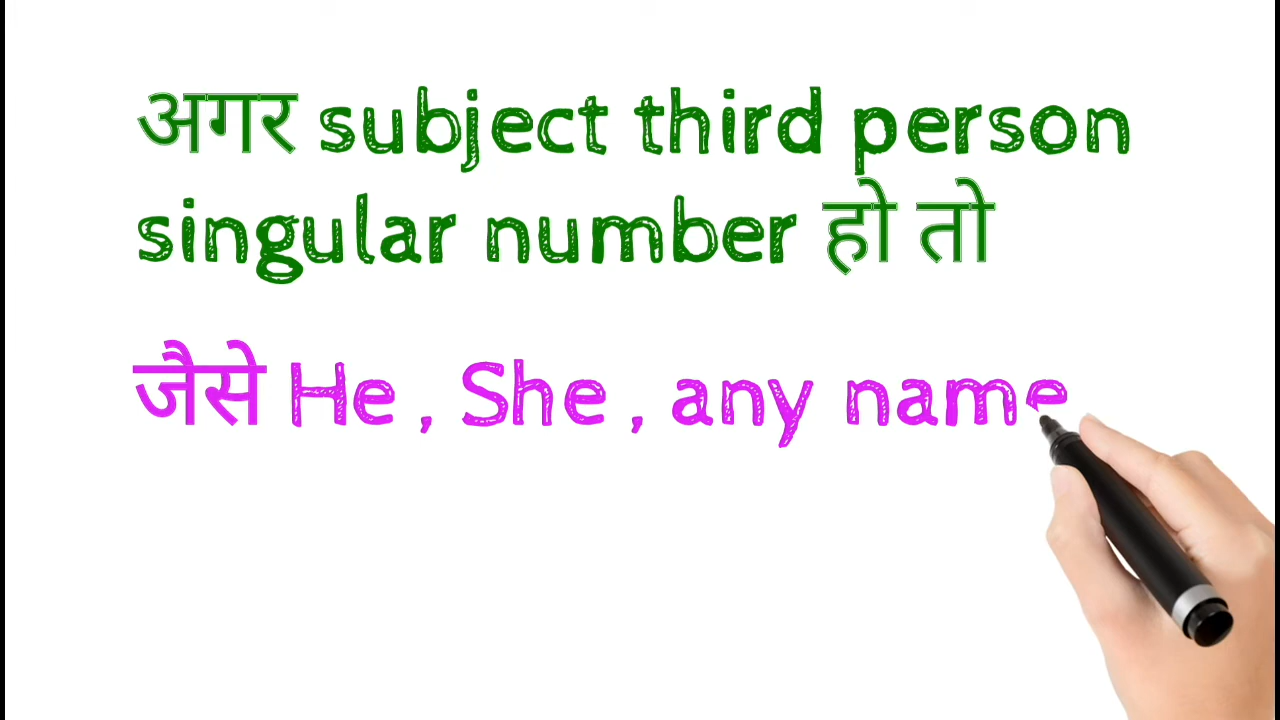 अगर subject third person
singular number हो तो
जैसे He , She , any name